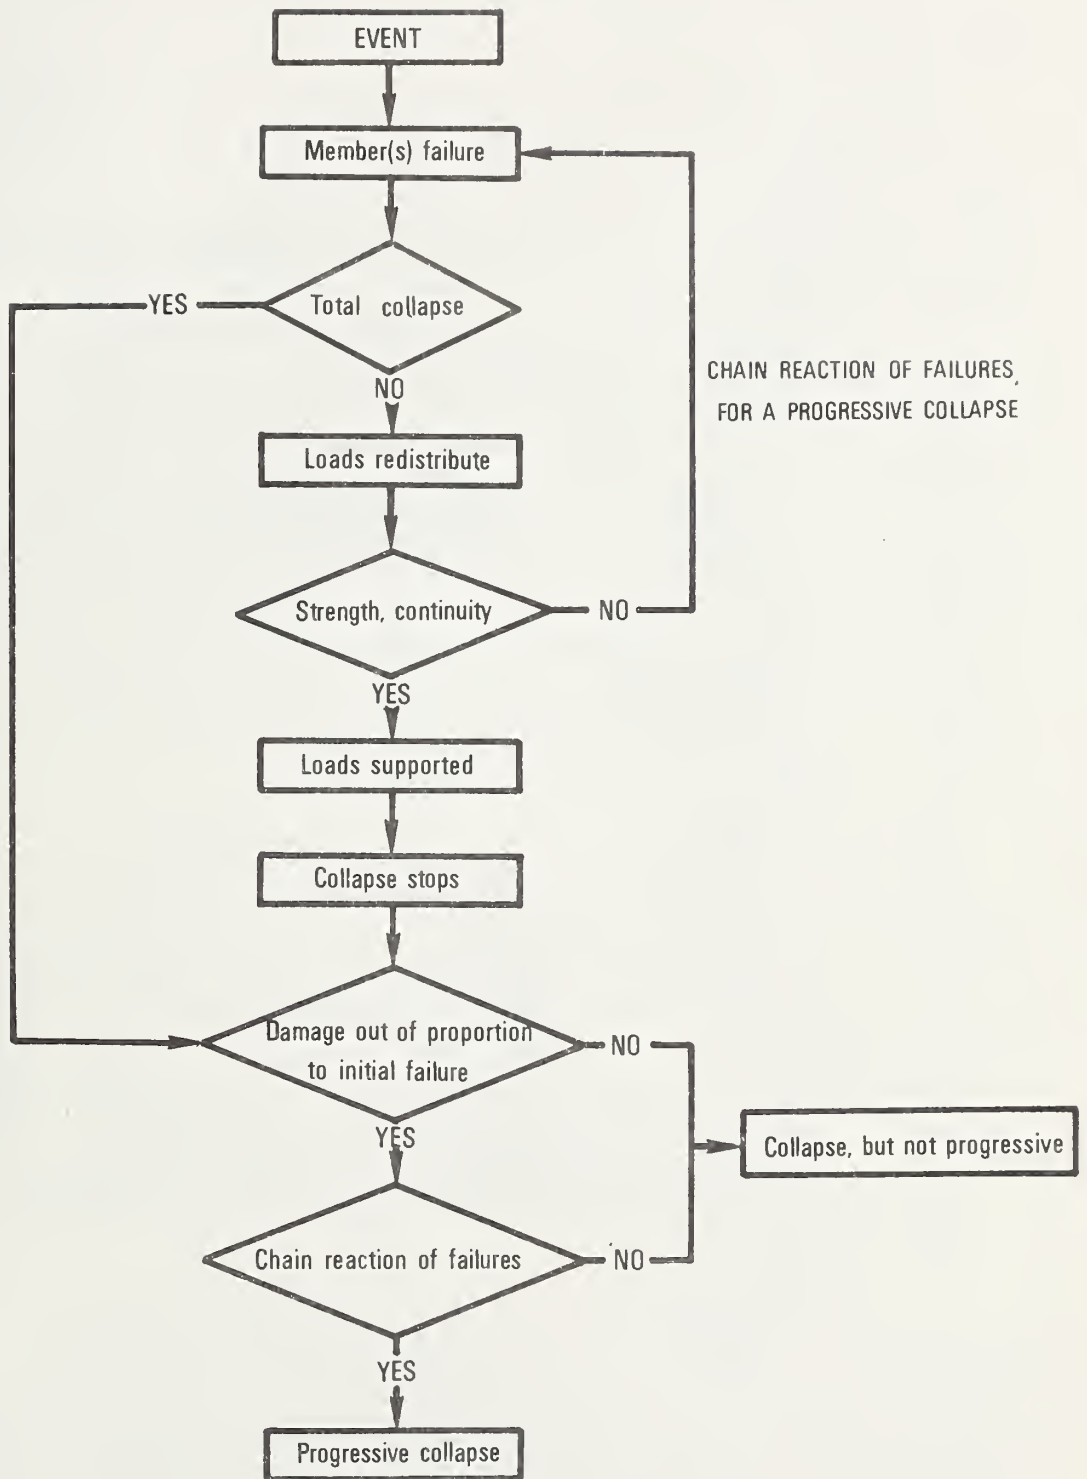 EVENT
Member(s) failure
YES
Total collapse
NO
CHAIN REACTION OF FAILURES,
FOR A PROGRESSIVE COLLAPSE
Loads redistribute
Strength, continuity
NO
YES
Loads supported
Collapse stops
Damage out of proportion
to initial failure
NO
YES
Collapse, but not progressive
Chain reaction of failures
NO
YES
Progressive collapse